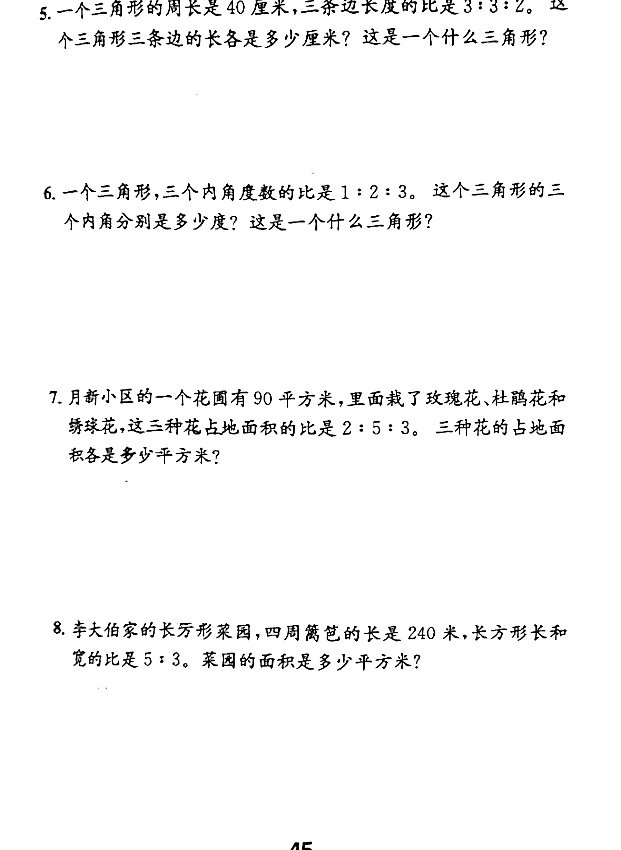 5. 一个三角形的周长是40厘米,三条边长度的比是3:3:2。这
个三角形三条边的长各是多少厘米?这是一个什么三角形?
6. 一个三角形,三个内角度数的比是1:2:3。这个三角形的三
个内角分别是多少度?这是一个什么三角形?
7. 月新小区的一个花圃有90平方米,里面栽了玫瑰花、杜鹃花和
绣球花,这三种花占地面积的比是2:5:3。三种花的占地面
积各是多少平方米?
8. 李大伯家的长方形菜园,四周篱笆的长是240米,长方形长和
宽的比是5:3。菜园的面积是多少平方米?
45